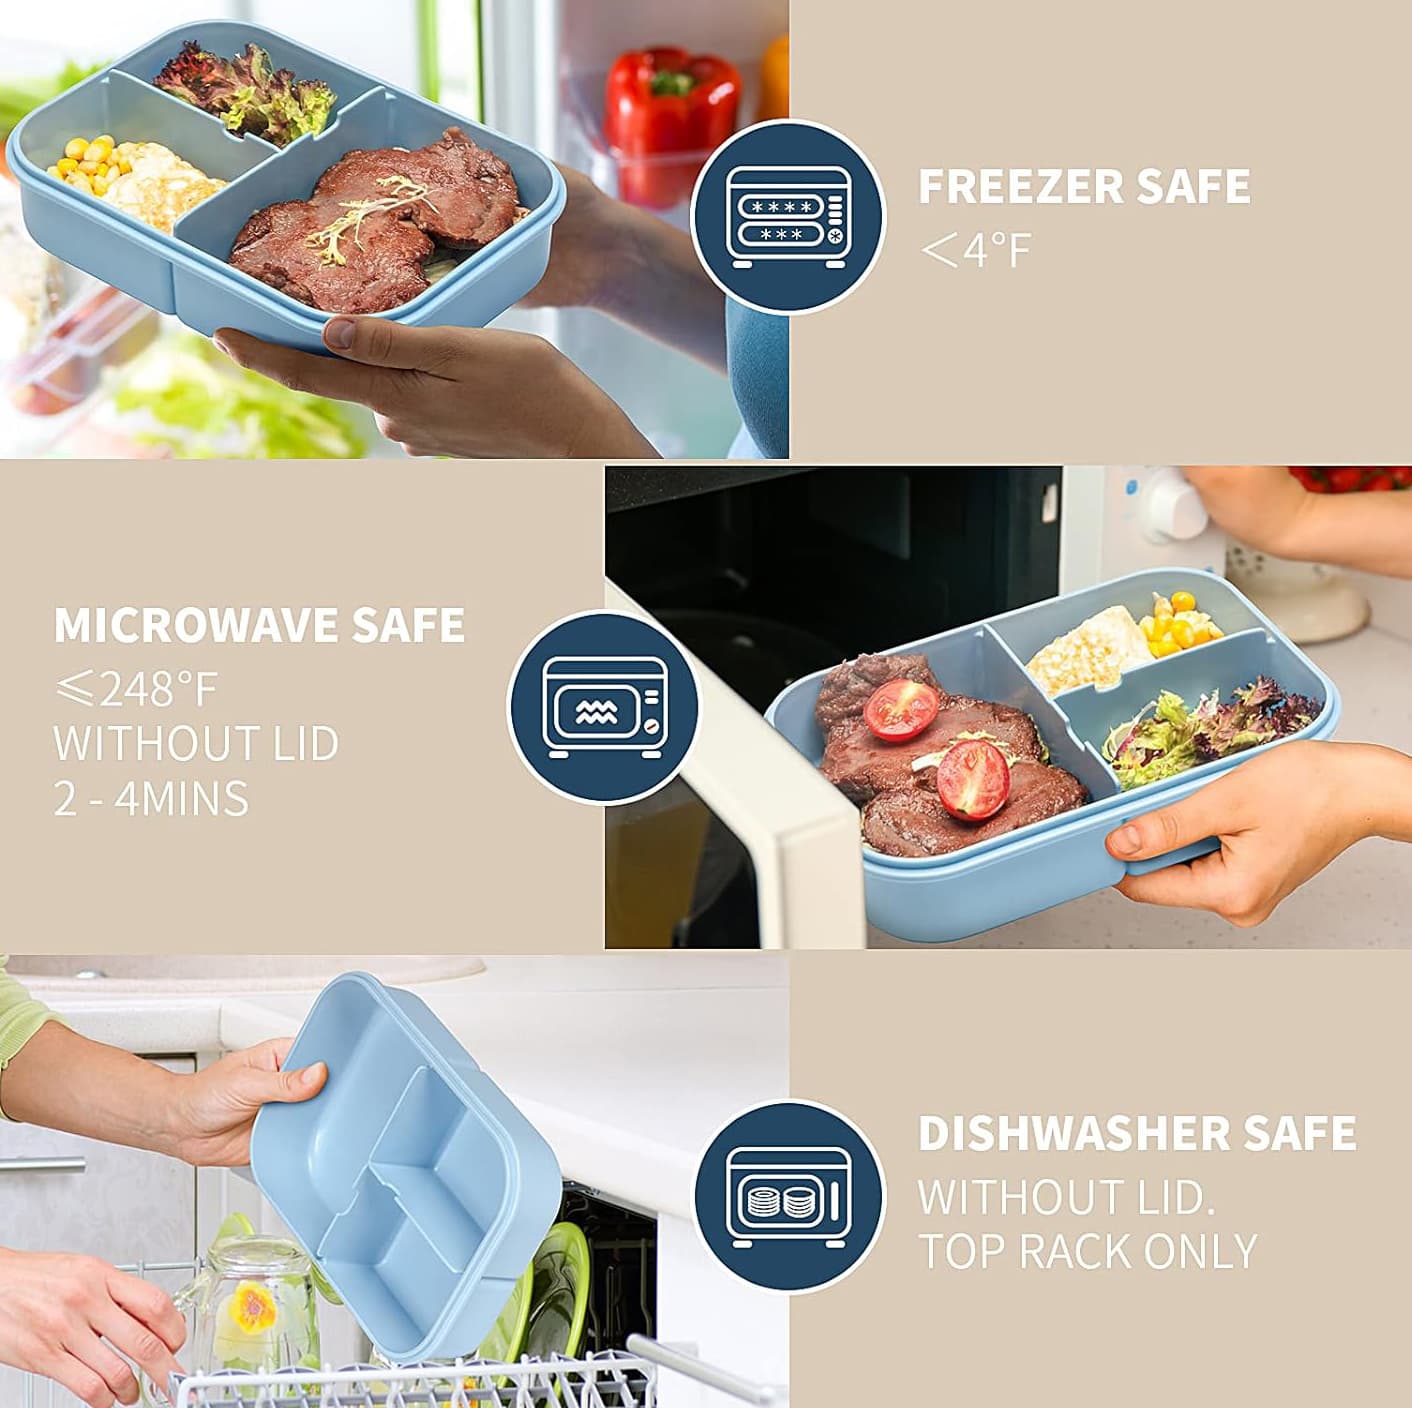 FREEZER SAFE
＜4°F
MICROWAVE SAFE
⩽248°F
WITHOUT LID
2 - 4MINS
DISHWASHER SAFE
WITHOUT LID.
TOP RACK ONLY